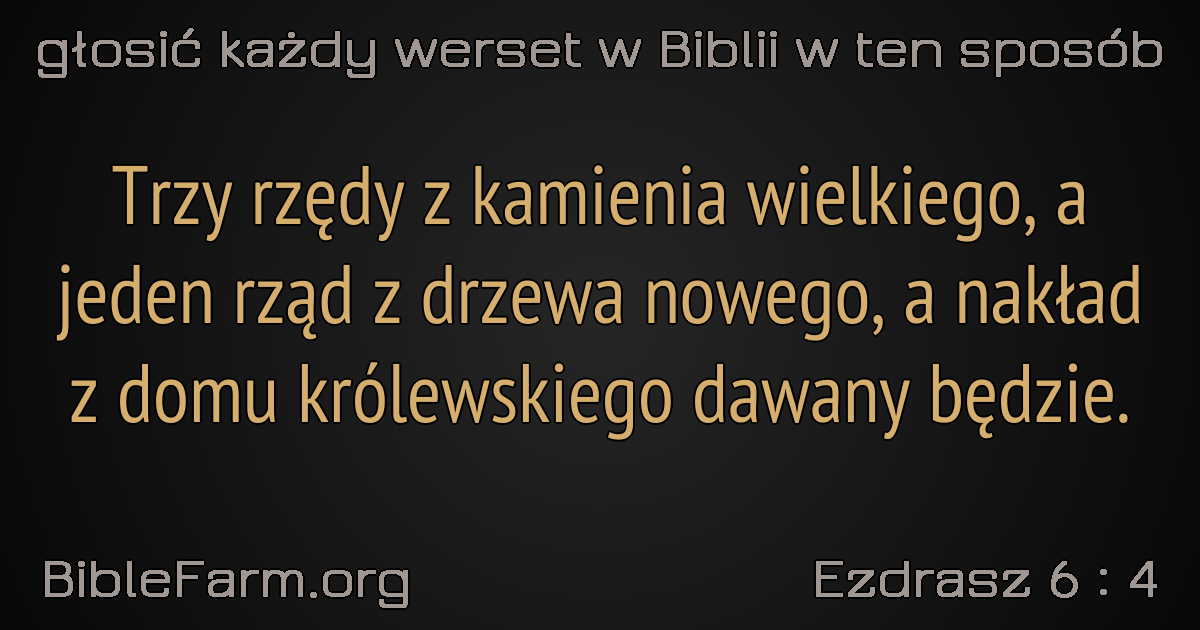 głosić każdy werset w Biblii w ten sposób
Trzy rzędy z kamienia wielkiego, a
jeden rząd z drzewa nowego, a nakład
z domu królewskiego dawany będzie.
BibleFarm.org
Ezdrasz 6 : 4